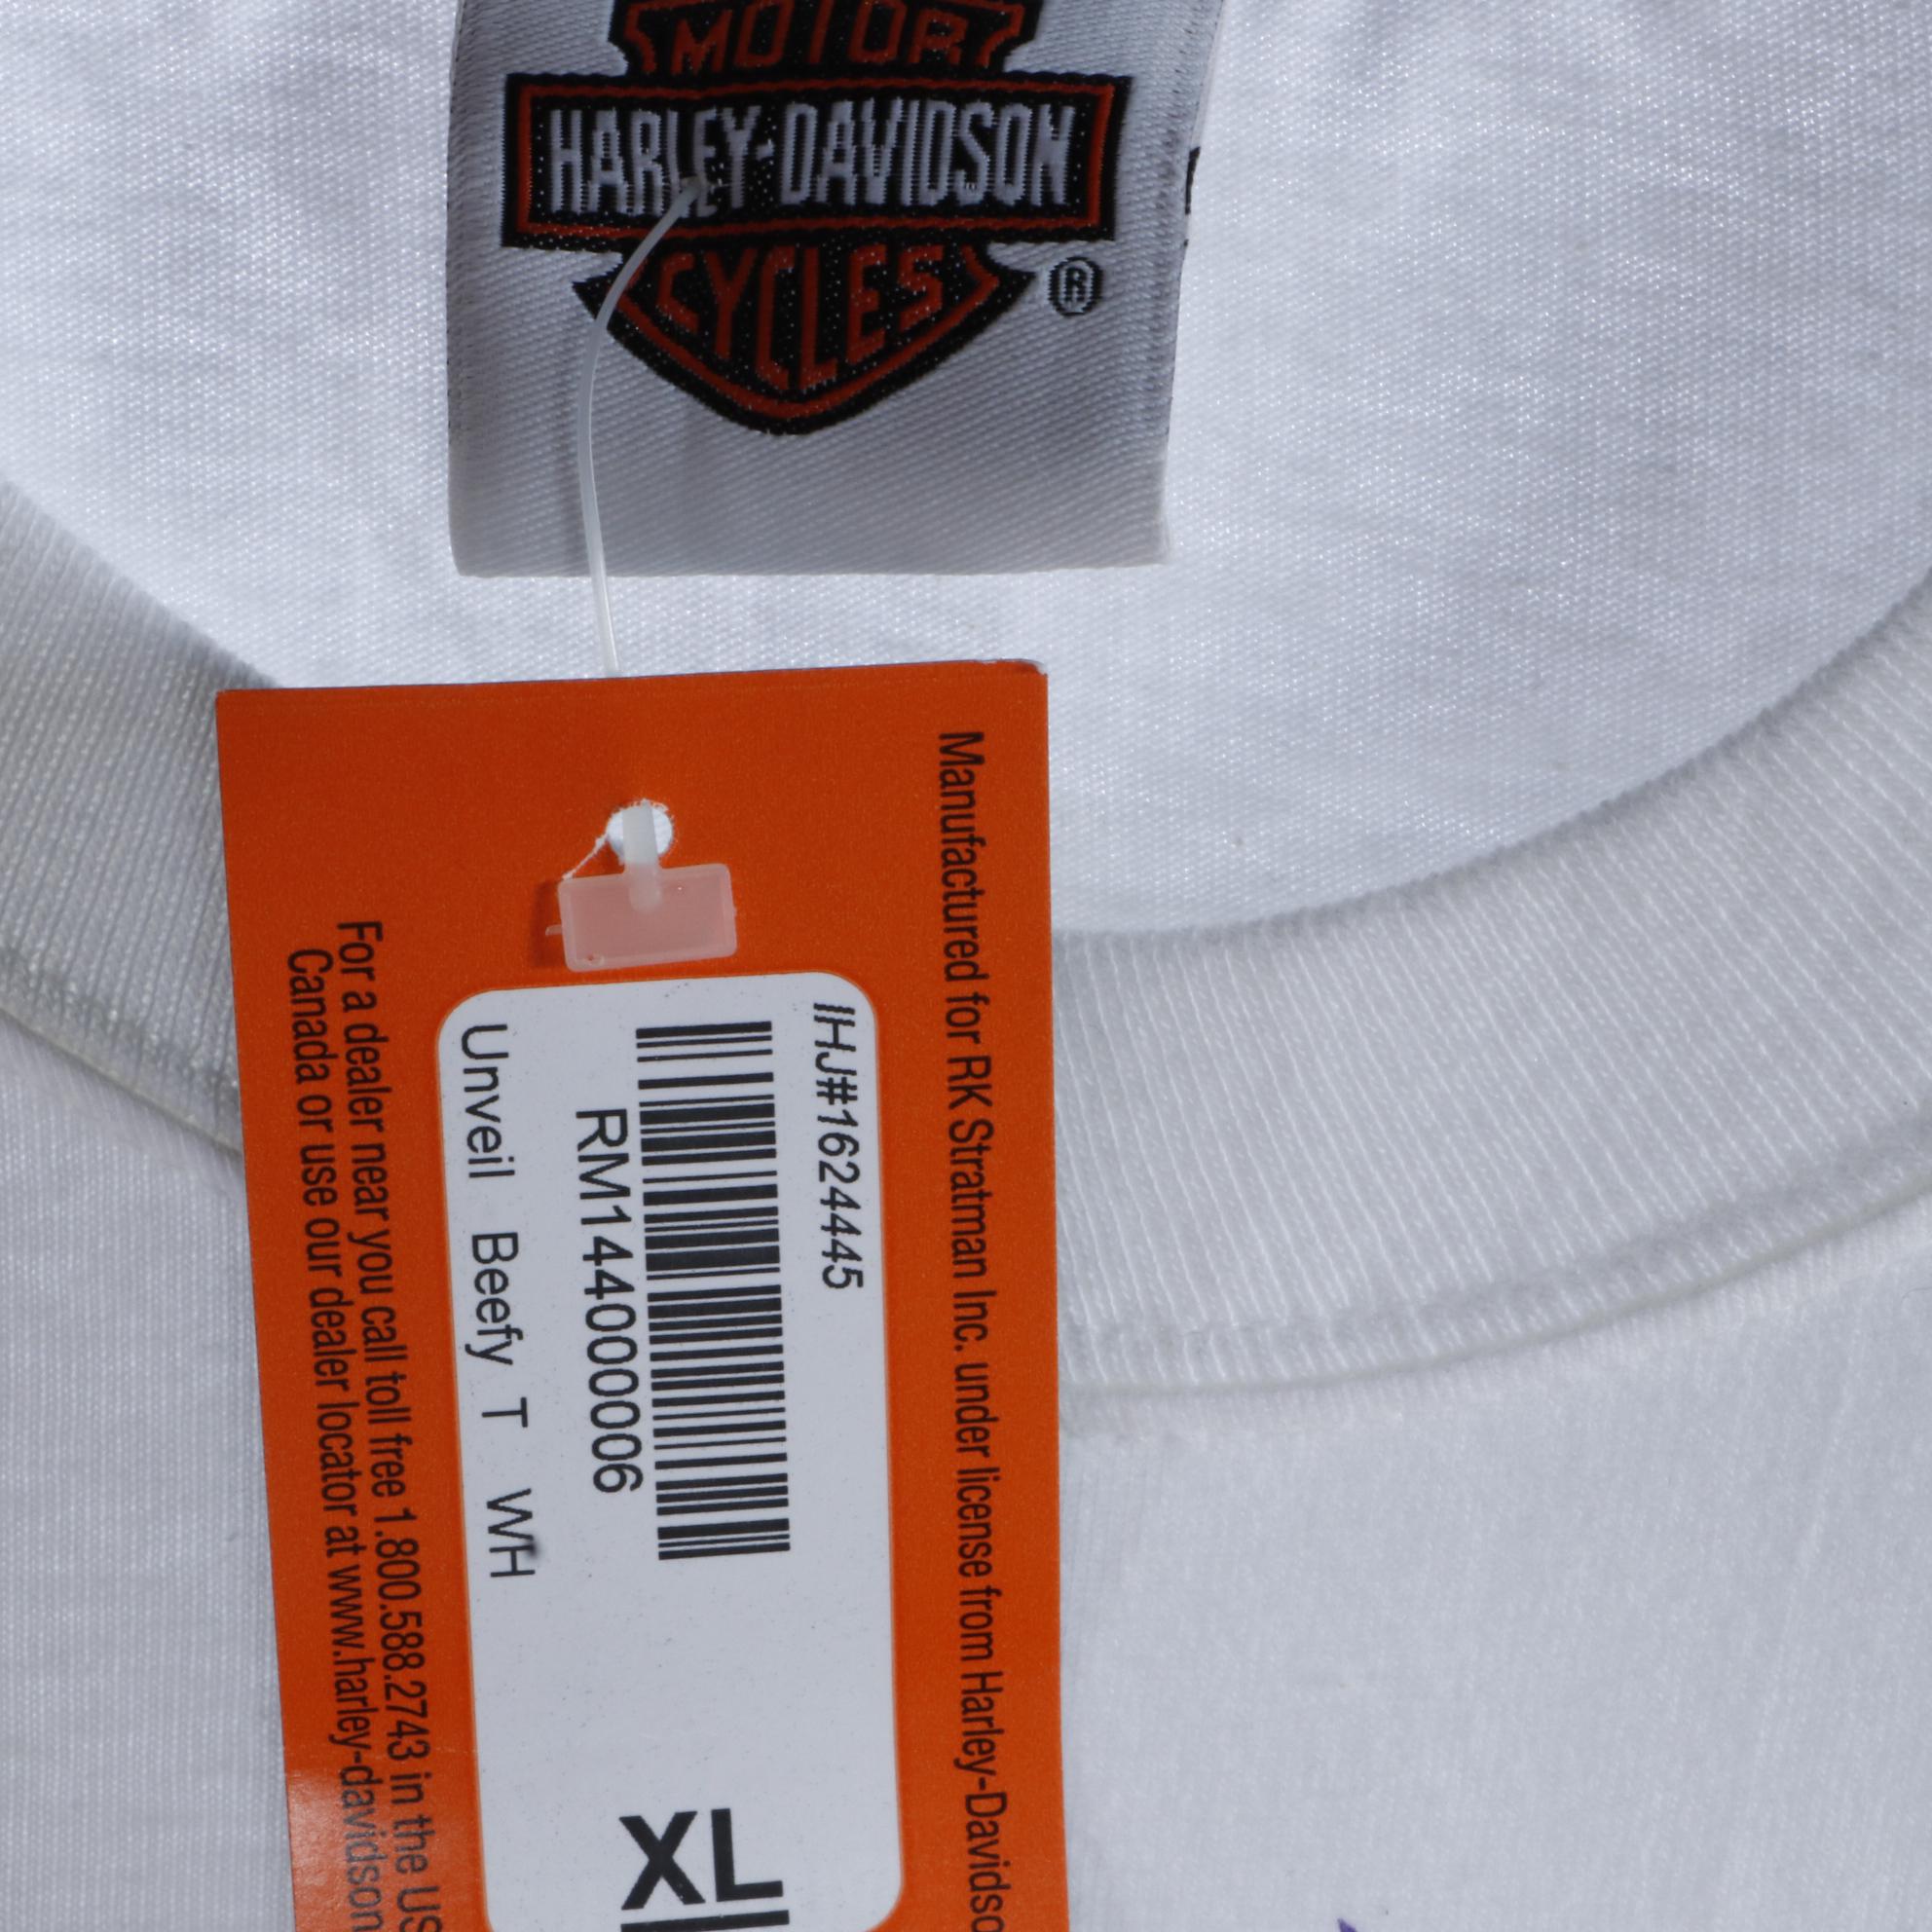 MOTOR
HARLEY-DAVIDSON
CYCLES
®
Manufactured for RK Stratman Inc. under license from Harley-Davidso
IHJ#1624445
RM14400006
Unveil Beefy T WH
XL
For a dealer near you call toll free 1.800.588.2743 in the US
Canada or use our dealer locator at www.harley-davidson